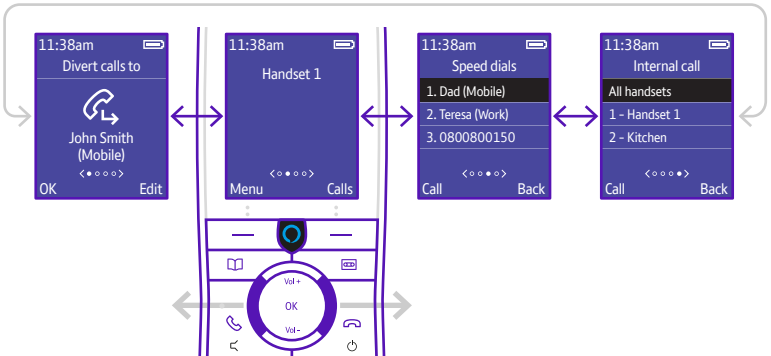 11:38am
Divert calls to
John Smith
(Mobile)
OK Edit
11:38am
Handset 1
Menu Calls
11:38am
Speed dials
1. Dad (Mobile)
2. Teresa (Work)
3. 0800800150
Call Back
11:38am
Internal call
All handsets
1 – Handset 1
2 – Kitchen
Call Back
Vol +
OK
Vol –